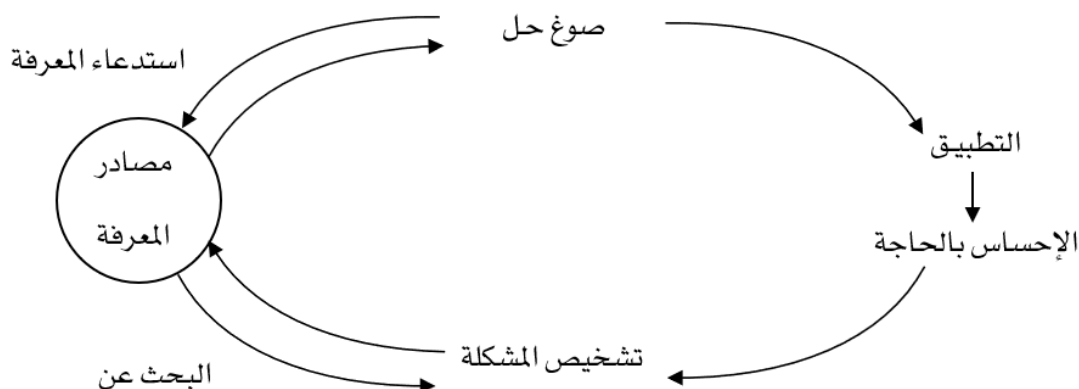 صوغ حل
استدعاء المعرفة
التطبيق
مصادر
المعرفة
الإحساس بالحاجة
تشخيص المشكلة
البحث عن